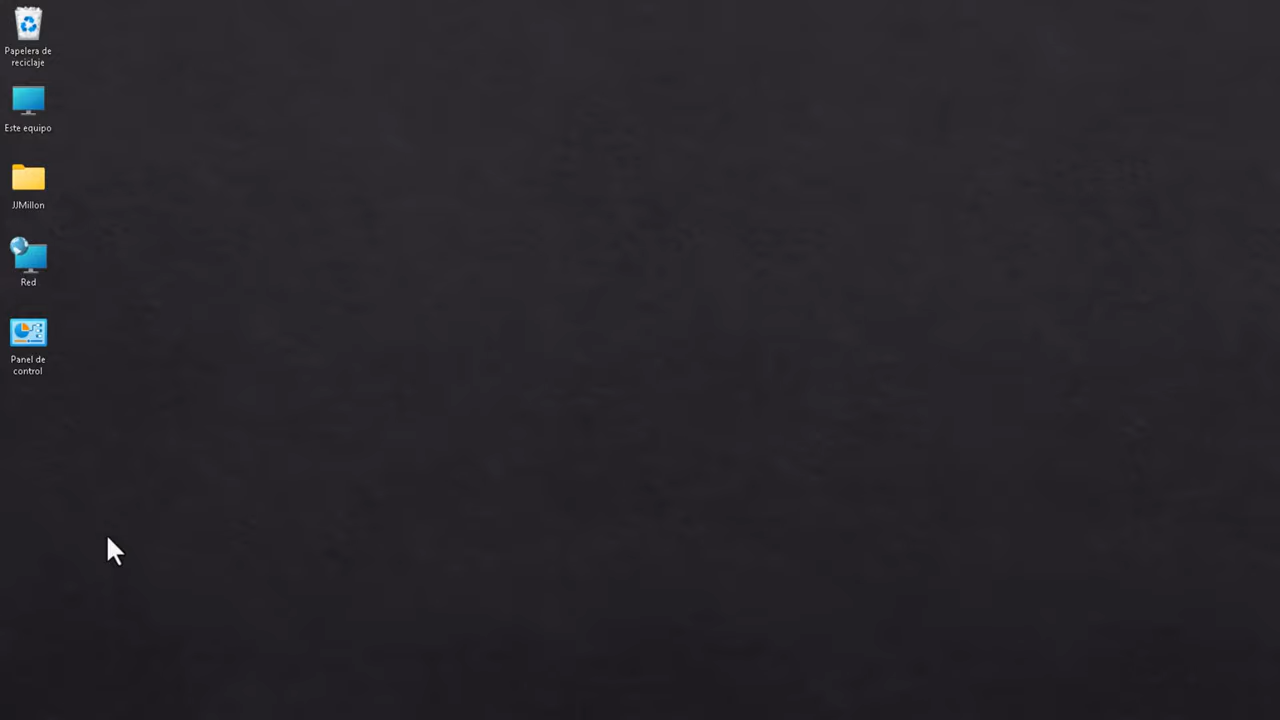 Papelera de
reciclaje
Este equipo
JJMillon
Red
Panel de
control